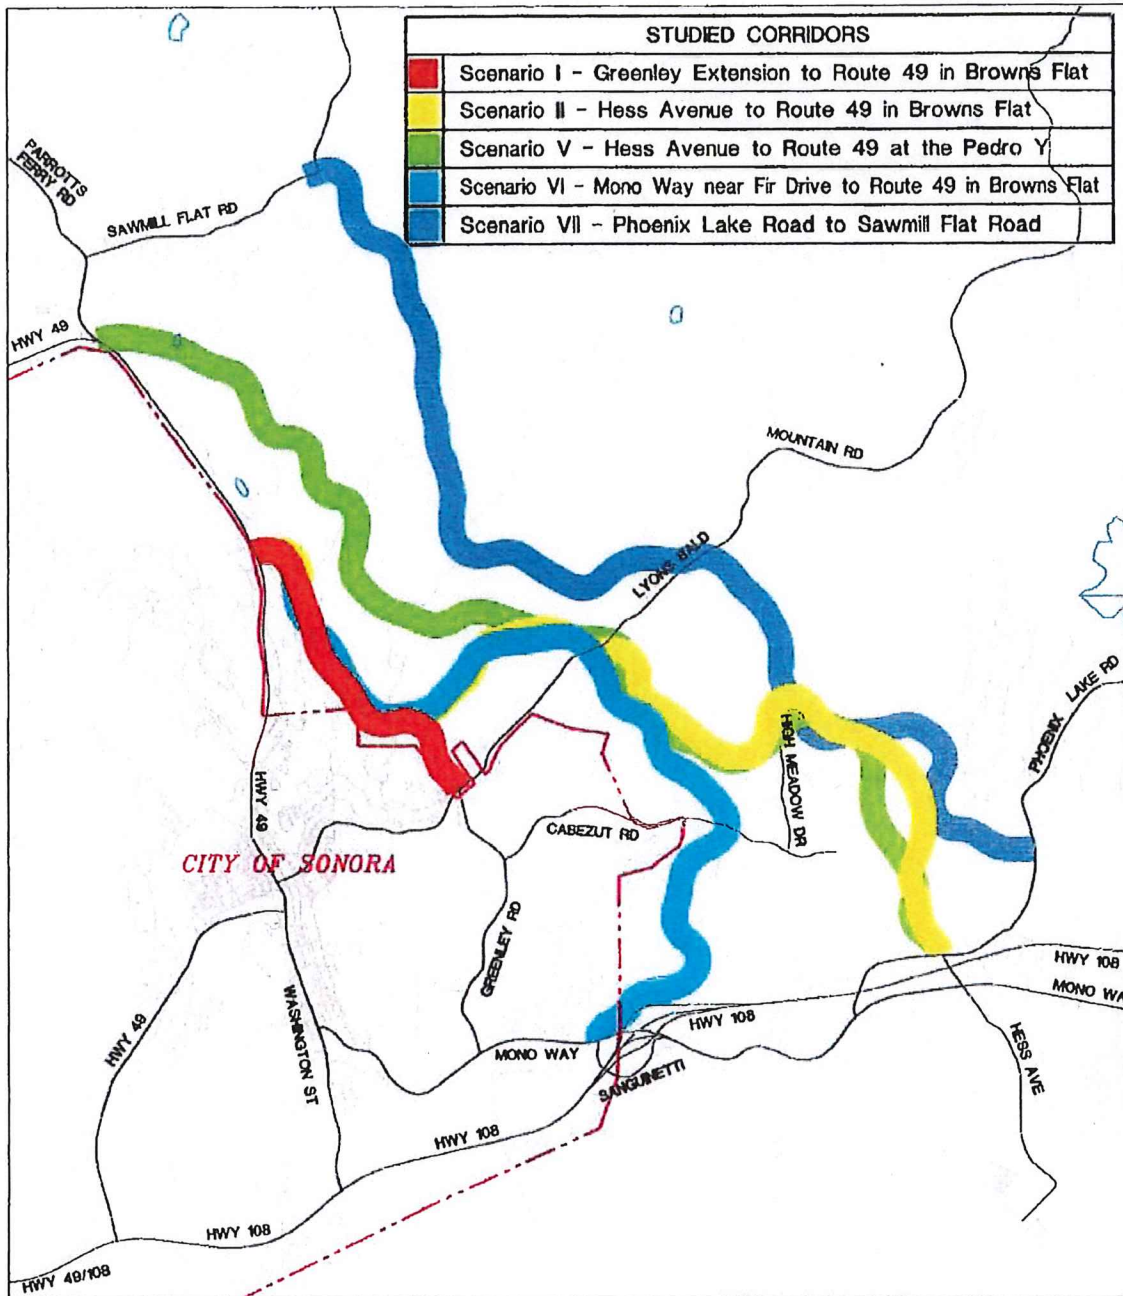 STUDIED CORRIDORS
Scenario I - Greenley Extension to Route 49 in Browns Flat
Scenario II - Hess Avenue to Route 49 in Browns Flat
Scenario V - Hess Avenue to Route 49 at the Pedro Y
Scenario VI - Mono Way near Fir Drive to Route 49 in Browns Flat
Scenario VII - Phoenix Lake Road to Sawmill Flat Road
PARROTTS
FERRY RD
SAWMILL FLAT RD
HWY 49
MOUNTAIN RD
LYONS BALD
PHOENIX LAKE RD
HIGH MEADOW DR
HWY 49
CABEZUT RD
CITY OF SONORA
GREENLEY RD
HWY 108
MONO WA
WASHINGTON ST
HWY 49
HWY 108
MONO WAY
HESS AVE
SANGUINETTI
HWY 108
HWY 108
HWY 49/108